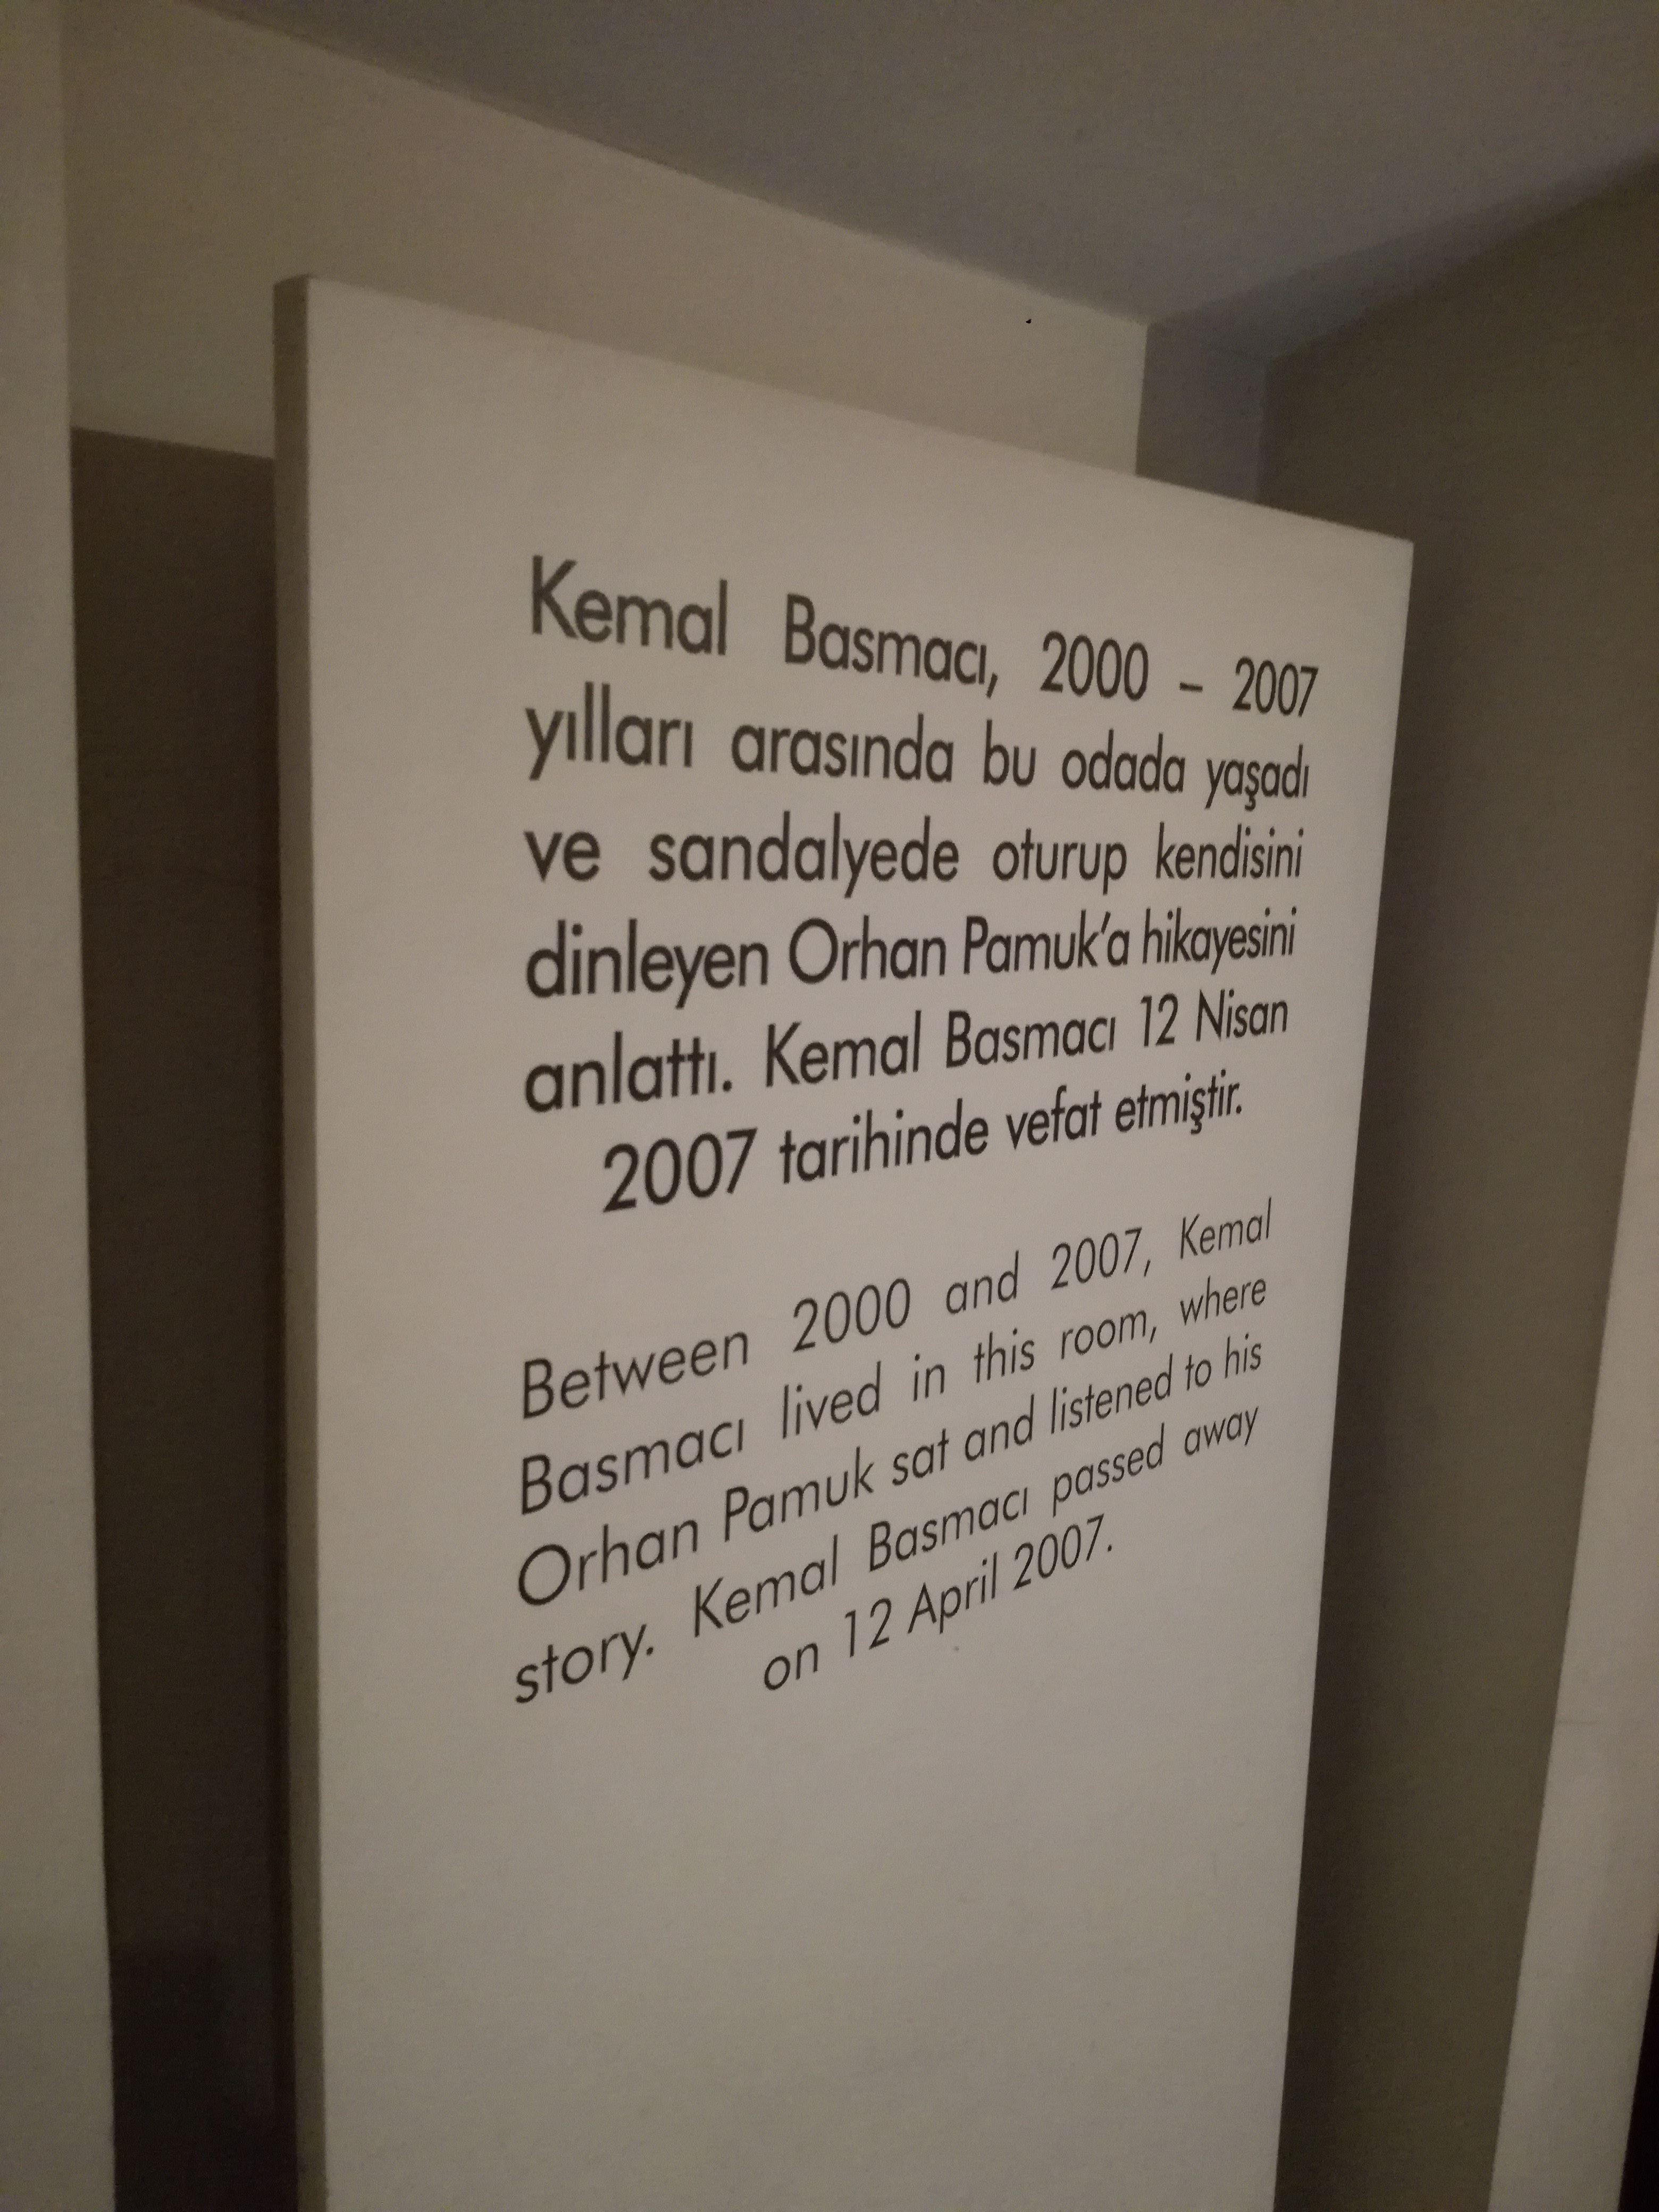 Kemal Basmacı, 2000 – 2007
yılları arasında bu odada yaşadı
ve sandalyede oturup kendisini
dinleyen Orhan Pamuk’a hikayesini
anlattı. Kemal Basmacı 12 Nisan
2007 tarihinde vefat etmiştir.
Between 2000 and 2007, Kemal
Basmacı lived in this room, where
Orhan Pamuk sat and listened to his
story. Kemal Basmacı passed away
on 12 April 2007.